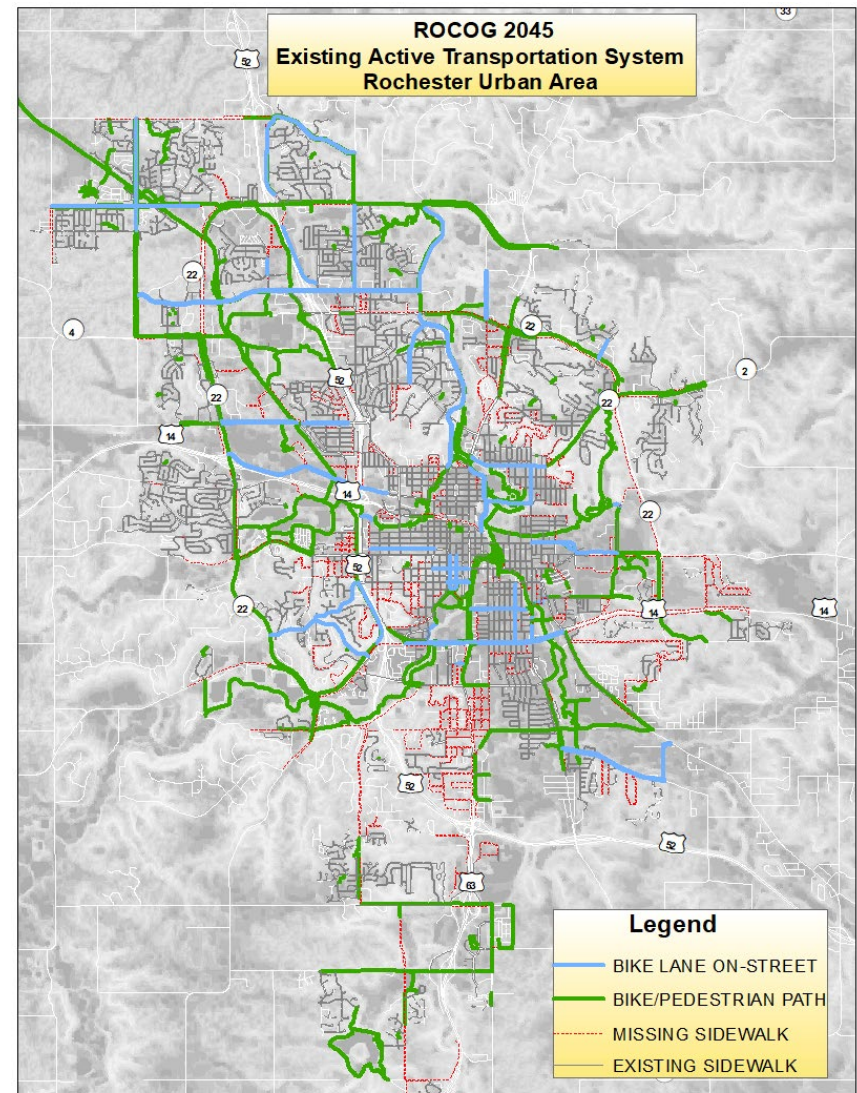 33
ROCOG 2045
Existing Active Transportation System
Rochester Urban Area
52
22
4
22
2
52
22
22
14
14
22
52
22
14
14
52
52
63
Legend
BIKE LANE ON-STREET
BIKE/PEDESTRIAN PATH
MISSING SIDEWALK
EXISTING SIDEWALK